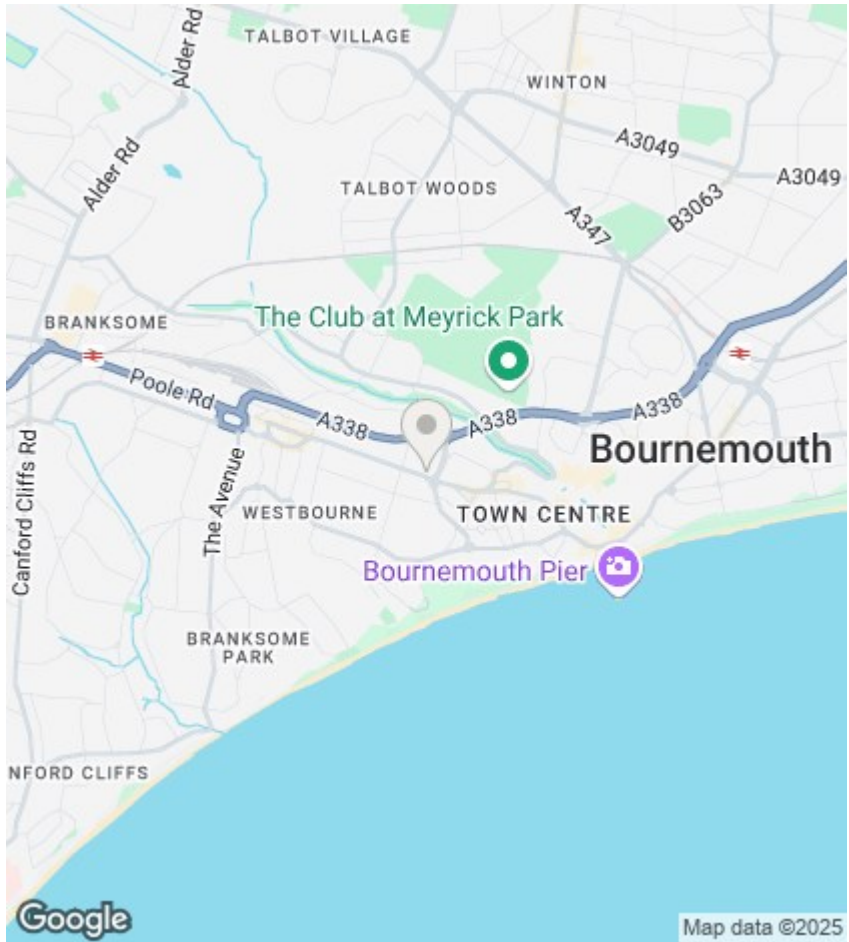 Alder Rd
TALBOT VILLAGE
WINTON
A3049
A3049
Alder Rd
TALBOT WOODS
A347
B3063
BRANKSOME
The Club at Meyrick Park
Poole Rd
A338
A338
A338
Bournemouth
Canford Cliffs Rd
The Avenue
WESTBOURNE
TOWN CENTRE
Bournemouth Pier
BRANKSOME
PARK
NFORD CLIFFS
Google
Map data ©2025